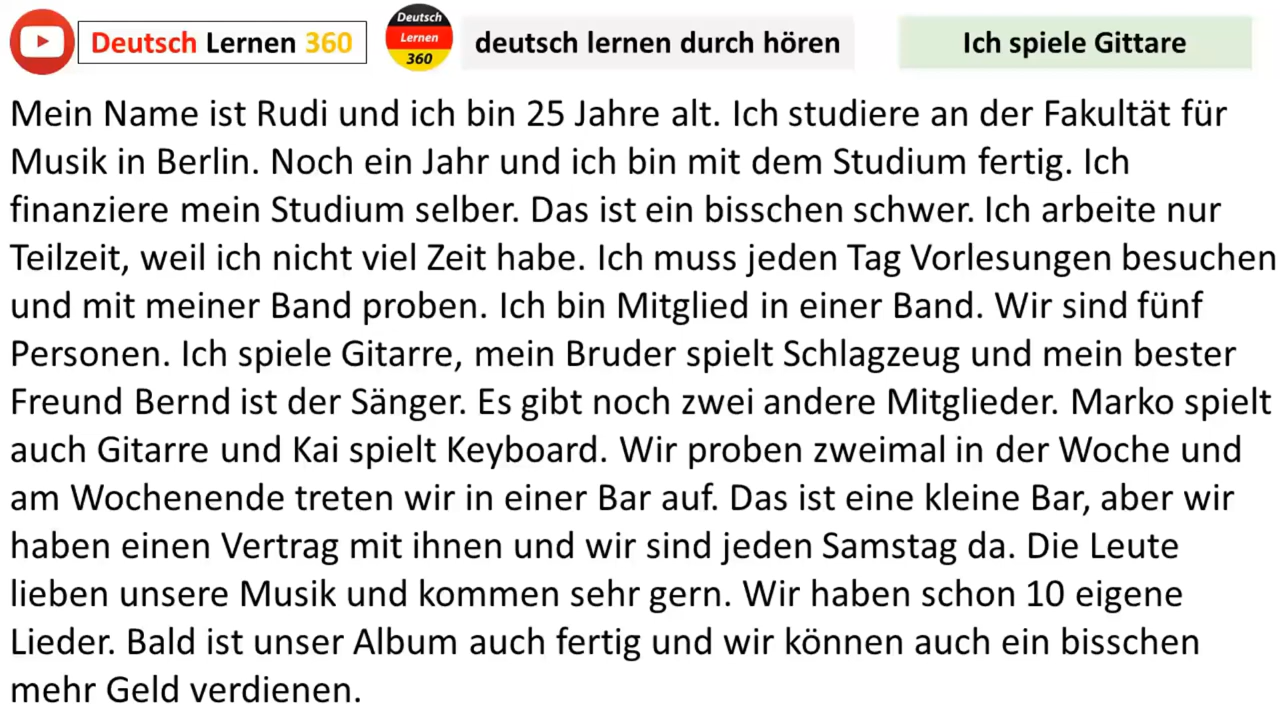 Deutsch Lernen 360
Deutsch
Lernen
360
deutsch lernen durch hören
Ich spiele Gittare
Mein Name ist Rudi und ich bin 25 Jahre alt. Ich studiere an der Fakultät für
Musik in Berlin. Noch ein Jahr und ich bin mit dem Studium fertig. Ich
finanziere mein Studium selber. Das ist ein bisschen schwer. Ich arbeite nur
Teilzeit, weil ich nicht viel Zeit habe. Ich muss jeden Tag Vorlesungen besuchen
und mit meiner Band proben. Ich bin Mitglied in einer Band. Wir sind fünf
Personen. Ich spiele Gitarre, mein Bruder spielt Schlagzeug und mein bester
Freund Bernd ist der Sänger. Es gibt noch zwei andere Mitglieder. Marko spielt
auch Gitarre und Kai spielt Keyboard. Wir proben zweimal in der Woche und
am Wochenende treten wir in einer Bar auf. Das ist eine kleine Bar, aber wir
haben einen Vertrag mit ihnen und wir sind jeden Samstag da. Die Leute
lieben unsere Musik und kommen sehr gern. Wir haben schon 10 eigene
Lieder. Bald ist unser Album auch fertig und wir können auch ein bisschen
mehr Geld verdienen.